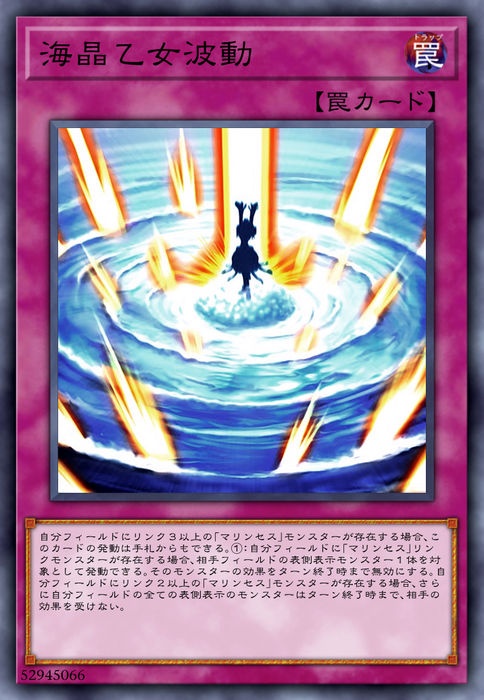 海晶乙女波動
トラップ
罠
【罠カード】
自分フィールドにリンク３以上の「マリンセス」モンスターが存在する場合、こ
のカードの発動は手札からもできる。①：自分フィールドに「マリンセス」リン
クモンスターが存在する場合、相手フィールドの表側表示モンスター１体を対
象として発動できる。そのモンスターの効果をターン終了時まで無効にする。自
分フィールドにリンク２以上の「マリンセス」モンスターが存在する場合、さら
に自分フィールドの全ての表側表示のモンスターはターン終了時まで、相手の
効果を受けない。
52945066